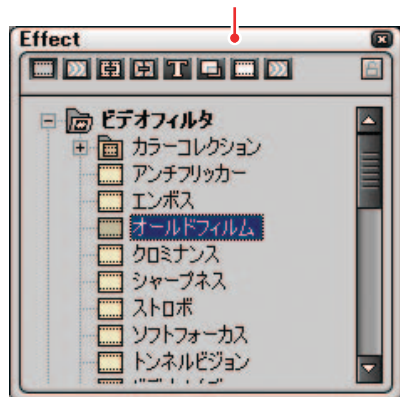 Effect
T
ビデオフィルタ
カラーコレクション
アンチフリッカー
エンボス
オールドフィルム
クロミナンス
シャープネス
ストロボ
ソフトフォーカス
トンネルビジョン